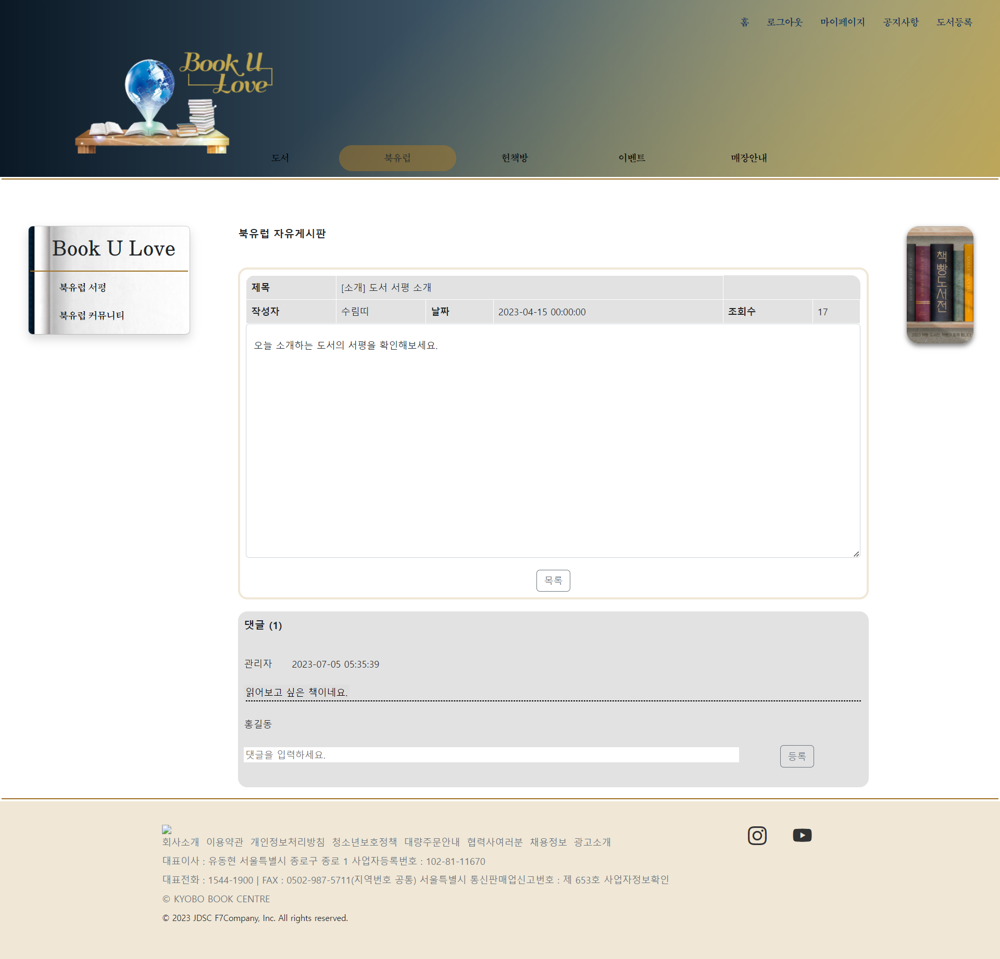 홈 로그아웃 마이페이지 공지사항 도서등록
Book U
Love
도서 북유럽 헌책방 이벤트 매장안내
Book U Love
북유럽 서평
북유럽 커뮤니티
북유럽 자유게시판
제목 [소개] 도서 서평 소개
작성자 수림띠 날짜 2023-04-15 00:00:00 조회수 17
오늘 소개하는 도서의 서평을 확인해보세요.
목록
책빵도서전
댓글 (1)
관리자 2023-07-05 05:35:39
읽어보고 싶은 책이네요.
홍길동
댓글을 입력하세요.
등록
회사소개 이용약관 개인정보처리방침 청소년보호정책 대량주문안내 협력사여러분 채용정보 광고소개
대표이사 : 유동현 서울특별시 종로구 종로 1 사업자등록번호 : 102-81-11670
대표전화 : 1544-1900 | FAX : 0502-987-5711(지역번호 공통) 서울특별시 통신판매업신고번호 : 제 653호 사업자정보확인
© KYOBO BOOK CENTRE
© 2023 JDSC F7Company, Inc. All rights reserved.